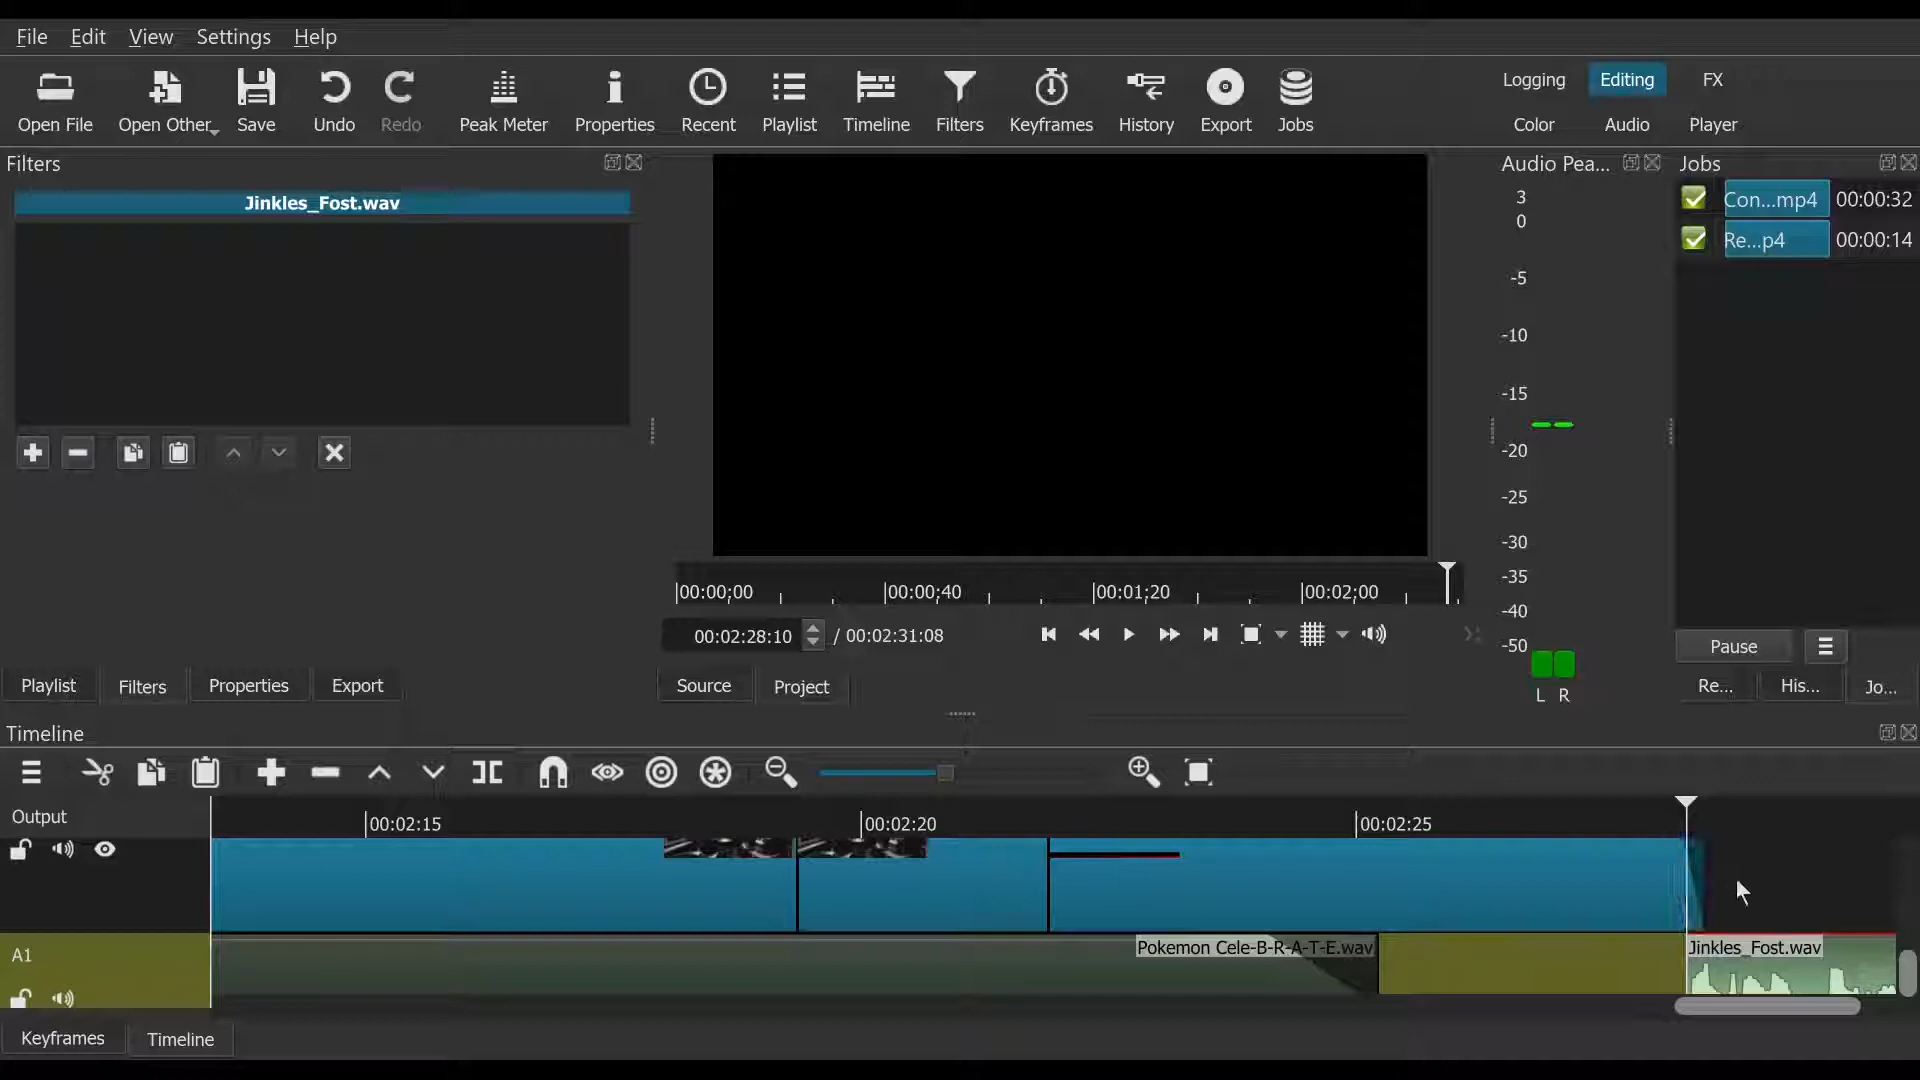 File Edit View Settings Help
Open File Open Other... Save Undo Redo Peak Meter Properties Recent Playlist Timeline Filters Keyframes History Export Jobs
Logging Editing FX
Color Audio Player
Filters
Jinkles_Fost.wav
Audio Pea...
3
0
-5
-10
-15
-20
-25
-30
-35
-40
-50
L R
Jobs
Con...mp4 00:00:32
Re...p4 00:00:14
00:00;00 00:00;40 00:01;20 00:02;00
00:02:28:10 / 00:02:31:08
Pause
Playlist Filters Properties Export
Source Project
Re... His... Jo...
Timeline
Output
00:02:15 00:02:20 00:02:25
A1
Pokemon Cele-B-R-A-T-E.wav
Jinkles_Fost.wav
Keyframes Timeline